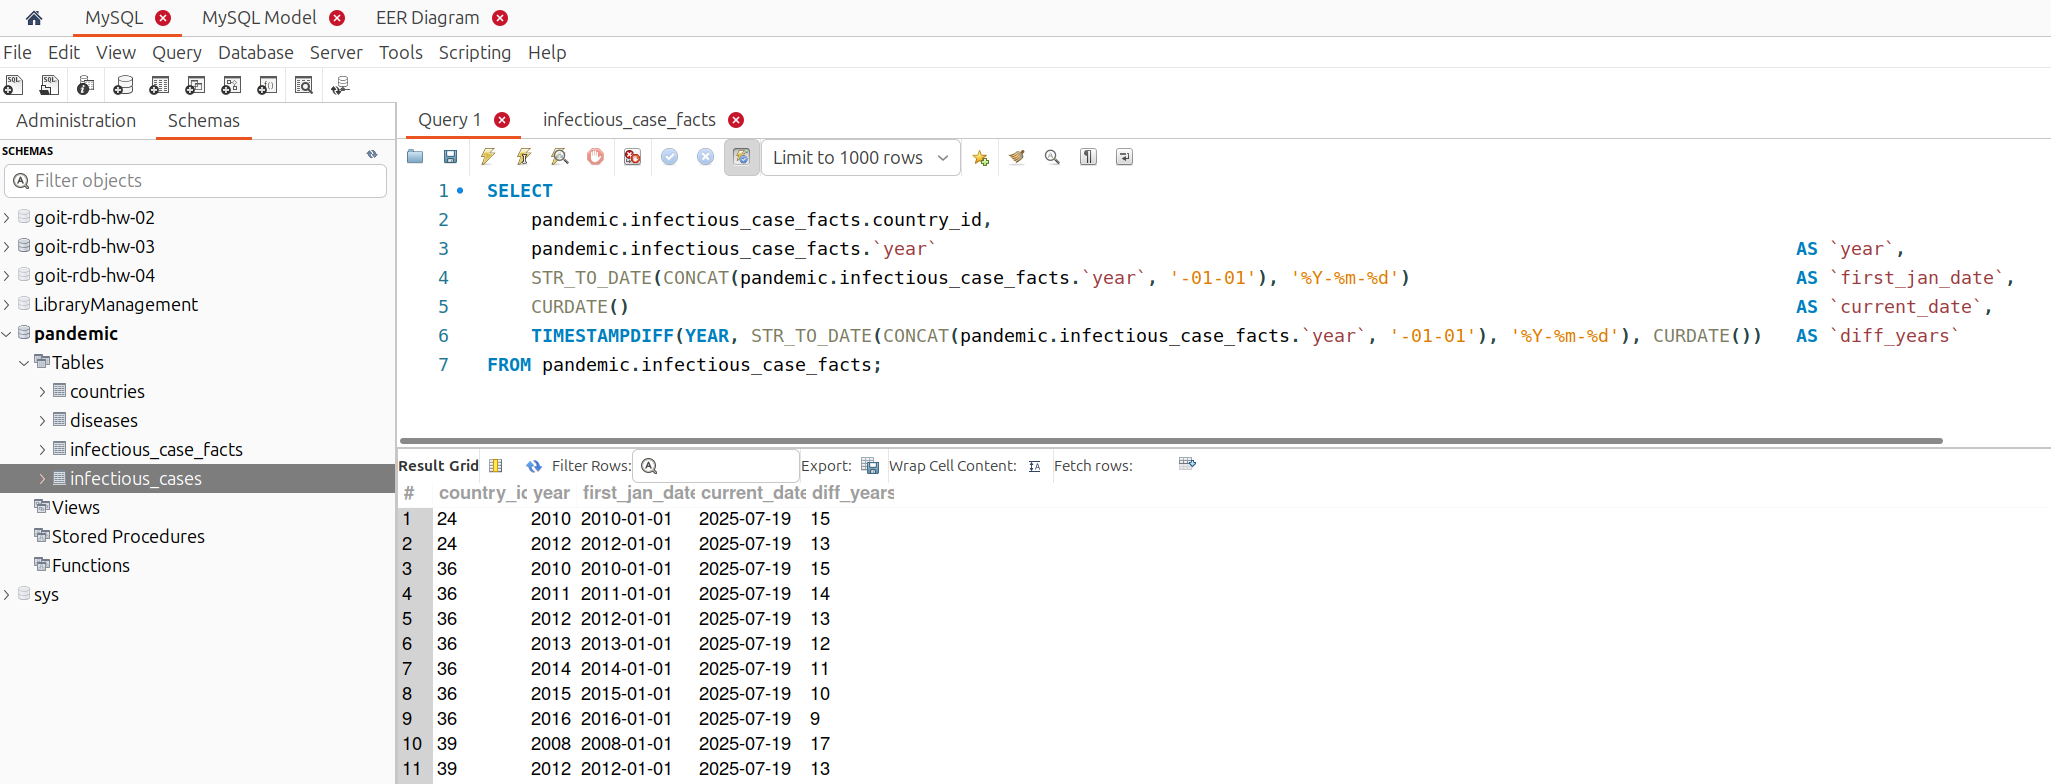 MySQL MySQL Model EER Diagram
File Edit View Query Database Server Tools Scripting Help
Administration Schemas
SCHEMAS
Filter objects
goit-rdb-hw-02
goit-rdb-hw-03
goit-rdb-hw-04
LibraryManagement
pandemic
Tables
countries
diseases
infectious_case_facts
infectious_cases
Views
Stored Procedures
Functions
sys
Query 1 infectious_case_facts
Limit to 1000 rows
1 SELECT
2 pandemic.infectious_case_facts.country_id,
3 pandemic.infectious_case_facts.`year` AS `year`,
4 STR_TO_DATE(CONCAT(pandemic.infectious_case_facts.`year`, '-01-01'), '%Y-%m-%d') AS `first_jan_date`,
5 CURDATE() AS `current_date`,
6 TIMESTAMPDIFF(YEAR, STR_TO_DATE(CONCAT(pandemic.infectious_case_facts.`year`, '-01-01'), '%Y-%m-%d'), CURDATE()) AS `diff_years`
7 FROM pandemic.infectious_case_facts;
Result Grid Filter Rows: Export: Wrap Cell Content: Fetch rows:
# country_id year first_jan_date current_date diff_years
1 24 2010 2010-01-01 2025-07-19 15
2 24 2012 2012-01-01 2025-07-19 13
3 36 2010 2010-01-01 2025-07-19 15
4 36 2011 2011-01-01 2025-07-19 14
5 36 2012 2012-01-01 2025-07-19 13
6 36 2013 2013-01-01 2025-07-19 12
7 36 2014 2014-01-01 2025-07-19 11
8 36 2015 2015-01-01 2025-07-19 10
9 36 2016 2016-01-01 2025-07-19 9
10 39 2008 2008-01-01 2025-07-19 17
11 39 2012 2012-01-01 2025-07-19 13